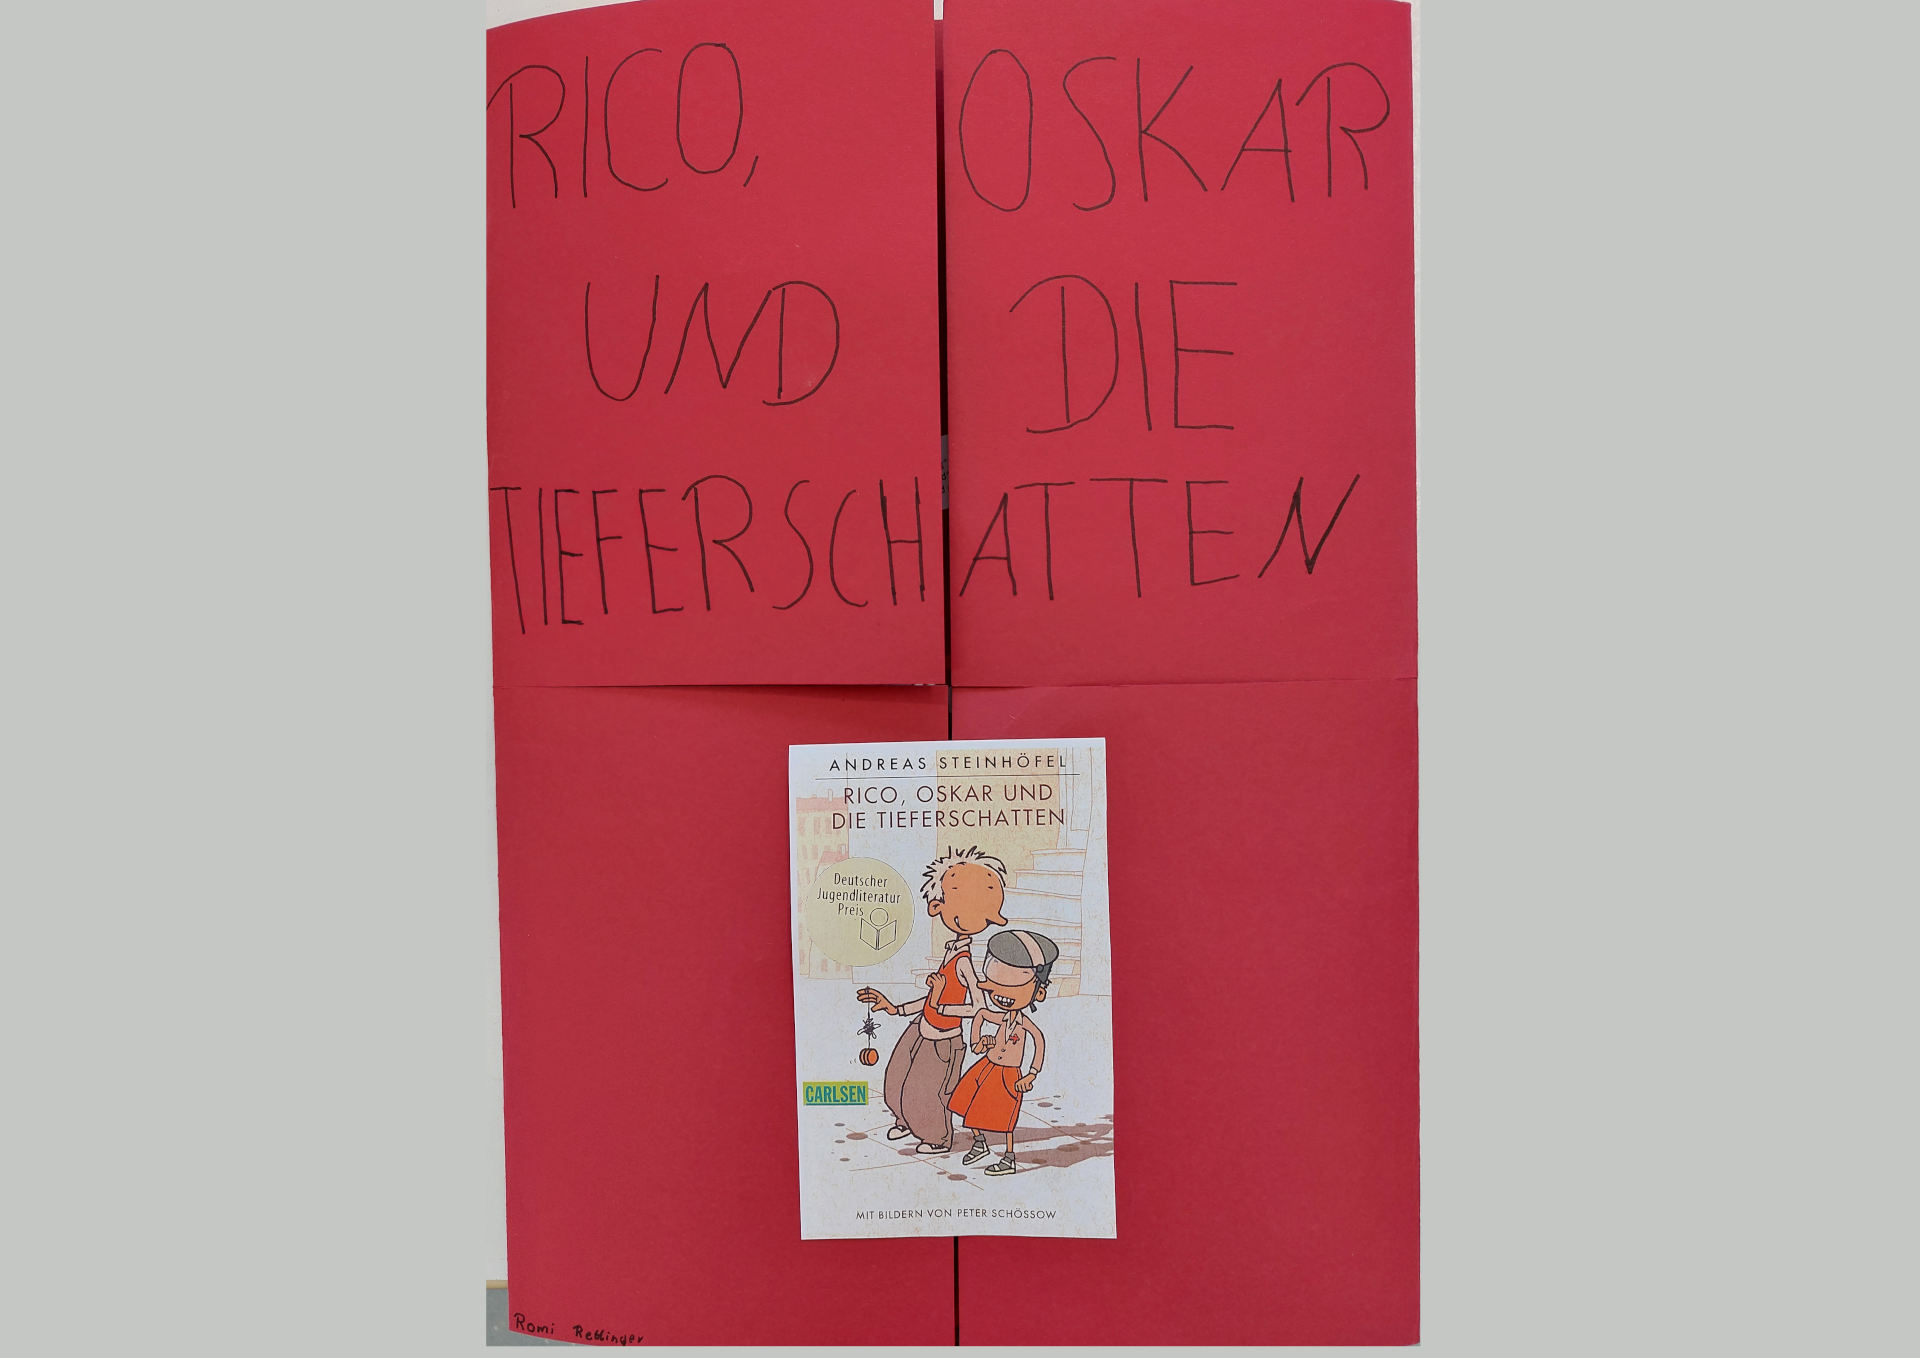 RICO, OSKAR
UND DIE
TIEFERSCHATTEN
ANDREAS STEINHÖFEL
RICO, OSKAR UND
DIE TIEFERSCHATTEN
Deutscher
Jugendliteratur
Preis
CARLSEN
MIT BILDERN VON PETER SCHÖSSOW
Romi Rettinger